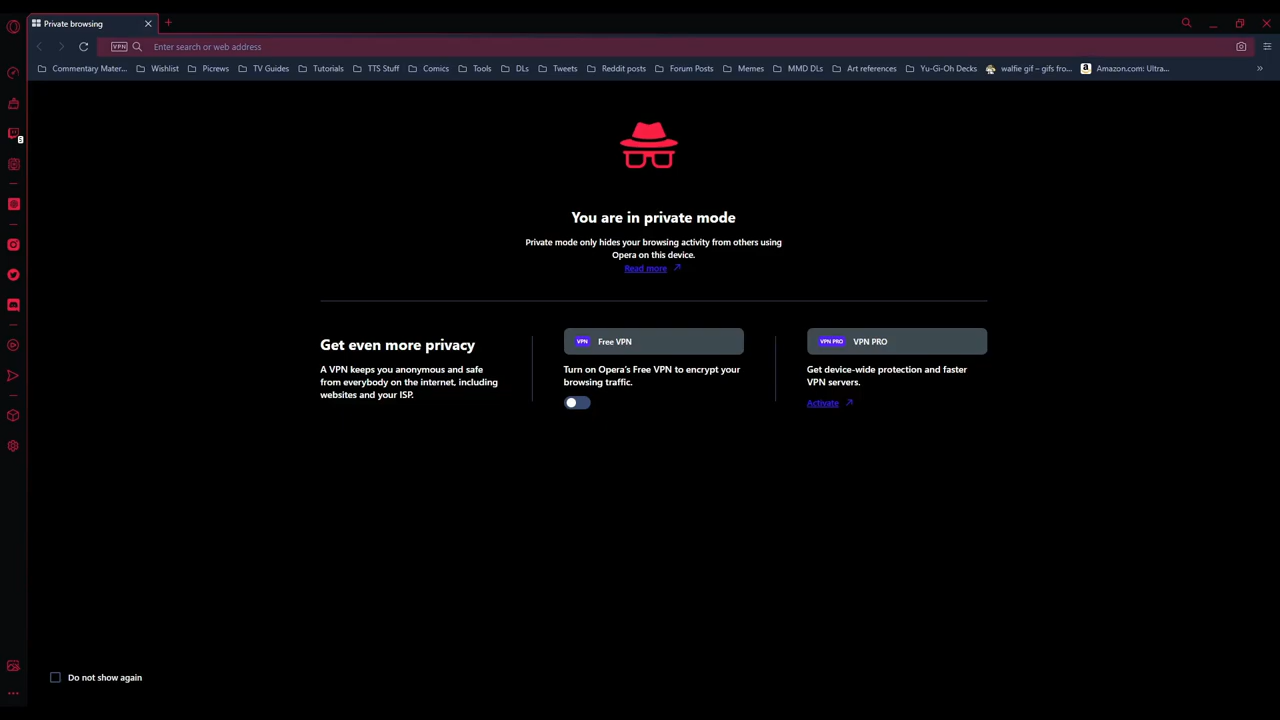 Private browsing
VPN
Enter search or web address
Commentary Mater...
Wishlist
Picrews
TV Guides
Tutorials
TTS Stuff
Comics
Tools
DLs
Tweets
Reddit posts
Forum Posts
Memes
MMD DLs
Art references
Yu-Gi-Oh Decks
walfie gif – gifs fro...
Amazon.com: Ultra...
You are in private mode
Private mode only hides your browsing activity from others using
Opera on this device.
Read more
Get even more privacy
A VPN keeps you anonymous and safe
from everybody on the internet, including
websites and your ISP.
VPN Free VPN
Turn on Opera's Free VPN to encrypt your
browsing traffic.
VPN PRO VPN PRO
Get device-wide protection and faster
VPN servers.
Activate
Do not show again